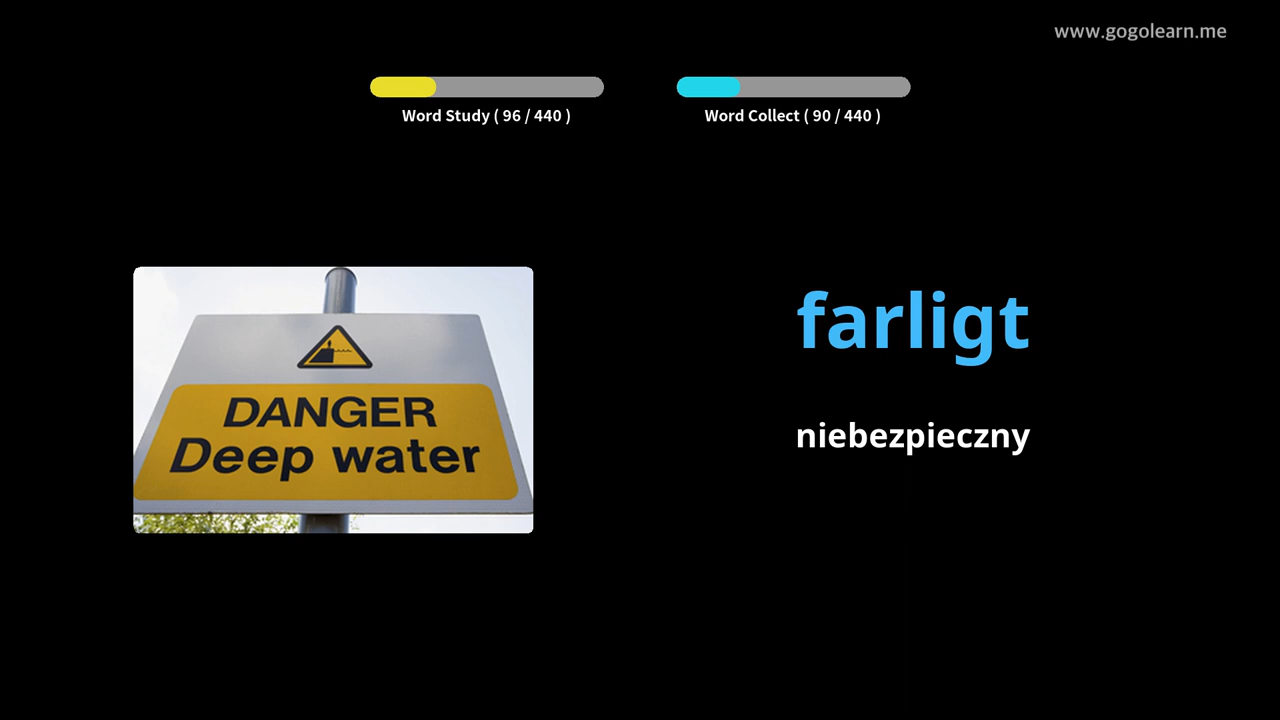 www.gogolearn.me
Word Study ( 96 / 440 )
Word Collect ( 90 / 440 )
DANGER
Deep water
farligt
niebezpieczny